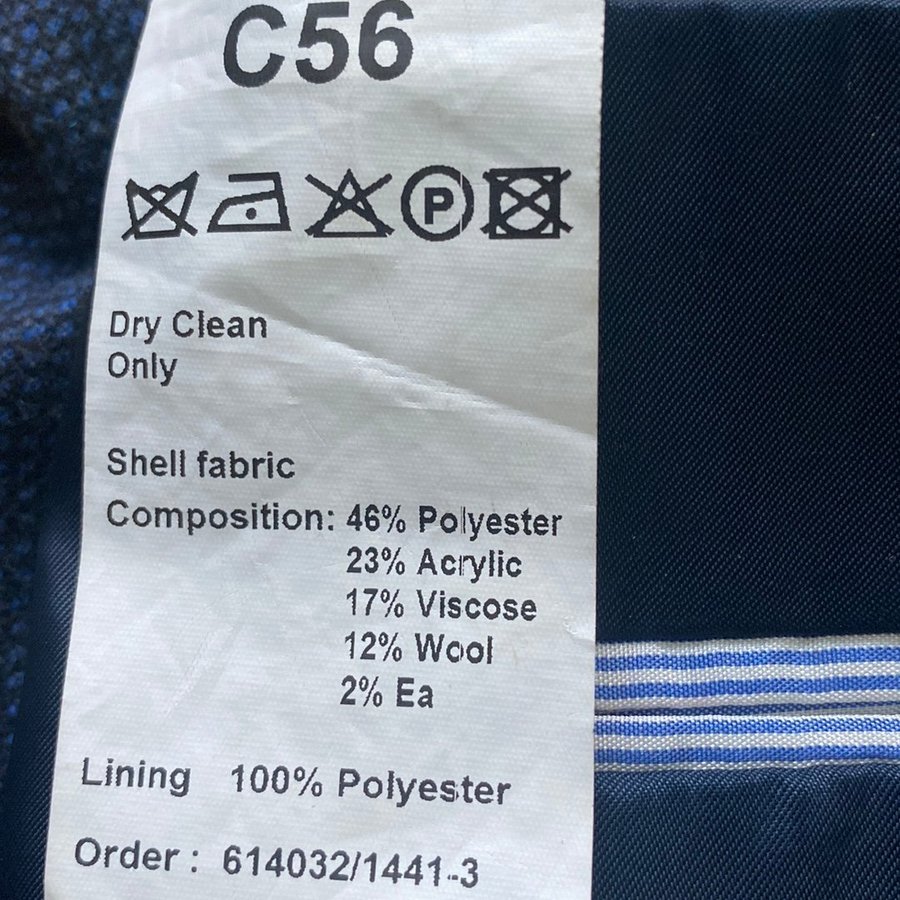 C56
P
Dry Clean
Only
Shell fabric
Composition: 46% Polyester
23% Acrylic
17% Viscose
12% Wool
2% Ea
Lining 100% Polyester
Order : 614032/1441-3